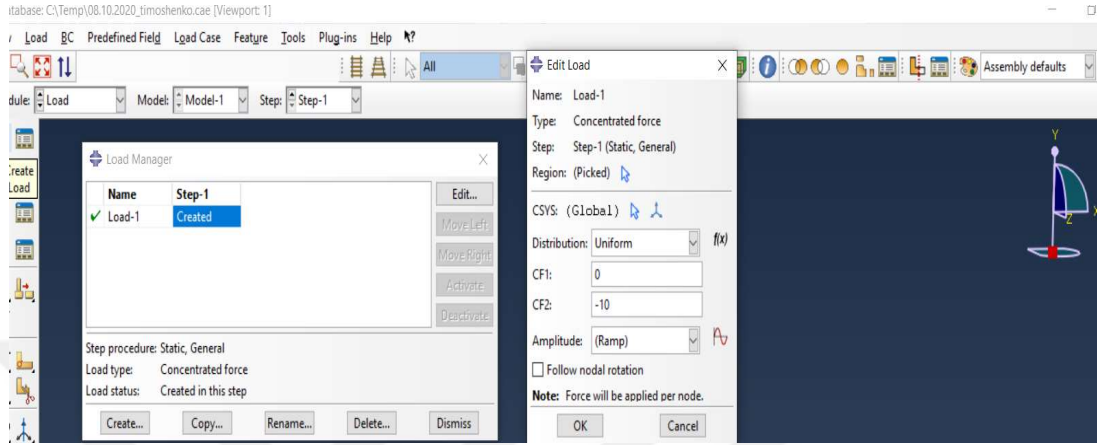 atabase: C:\Temp\08.10.2020_timoshenko.cae [Viewport: 1]
Load BC Predefined Field Load Case Feature Tools Plug-ins Help
All
Assembly defaults
dule: Load Model: Model-1 Step: Step-1
Create
Load
Load Manager
Name Step-1
Load-1 Created
Edit...
Move Left
Move Right
Activate
Deactivate
Step procedure: Static, General
Load type: Concentrated force
Load status: Created in this step
Create... Copy... Rename... Delete... Dismiss
Edit Load
Name: Load-1
Type: Concentrated force
Step: Step-1 (Static, General)
Region: (Picked)
CSYS: (Global)
Distribution: Uniform f(x)
CF1: 0
CF2: -10
Amplitude: (Ramp)
Follow nodal rotation
Note: Force will be applied per node.
OK Cancel
Y
X
Z